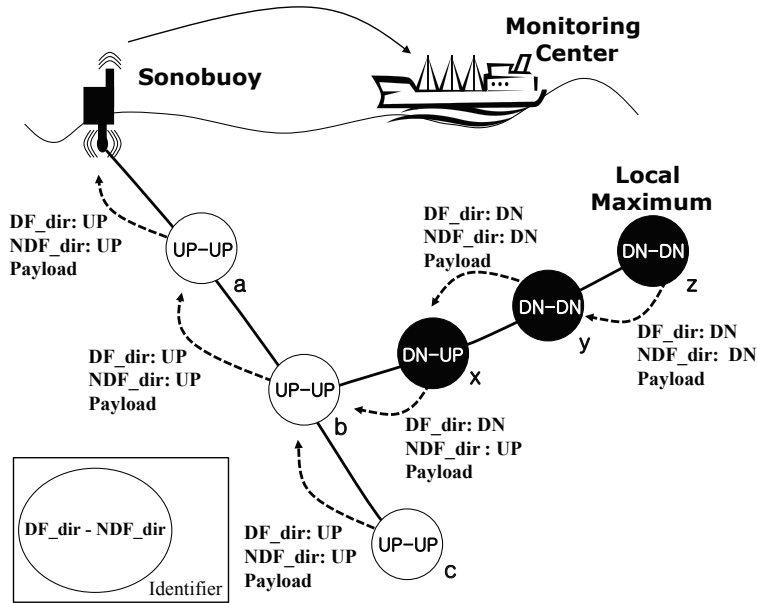 Monitoring
Center
Sonobuoy
Local
Maximum
DF_dir: UP
NDF_dir: UP
Payload
UP-UP
a
DF_dir: DN
NDF_dir: DN
Payload
DN-DN
z
DN-DN
y
DF_dir: DN
NDF_dir: DN
Payload
DN-UP
x
DF_dir: UP
NDF_dir: UP
Payload
UP-UP
b
DF_dir: DN
NDF_dir : UP
Payload
DF_dir: UP
NDF_dir: UP
Payload
UP-UP
c
DF_dir - NDF_dir
Identifier